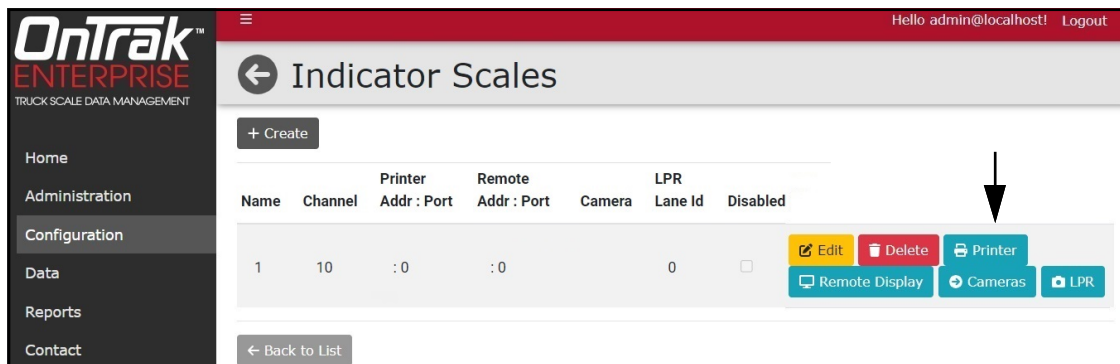 OnTrak™
ENTERPRISE
TRUCK SCALE DATA MANAGEMENT
Home
Administration
Configuration
Data
Reports
Contact
Hello admin@localhost! Logout
Indicator Scales
+ Create
Name Channel Printer Addr : Port Remote Addr : Port Camera LPR Lane Id Disabled
1 10 : 0 : 0 0
Edit Delete Printer
Remote Display Cameras LPR
← Back to List